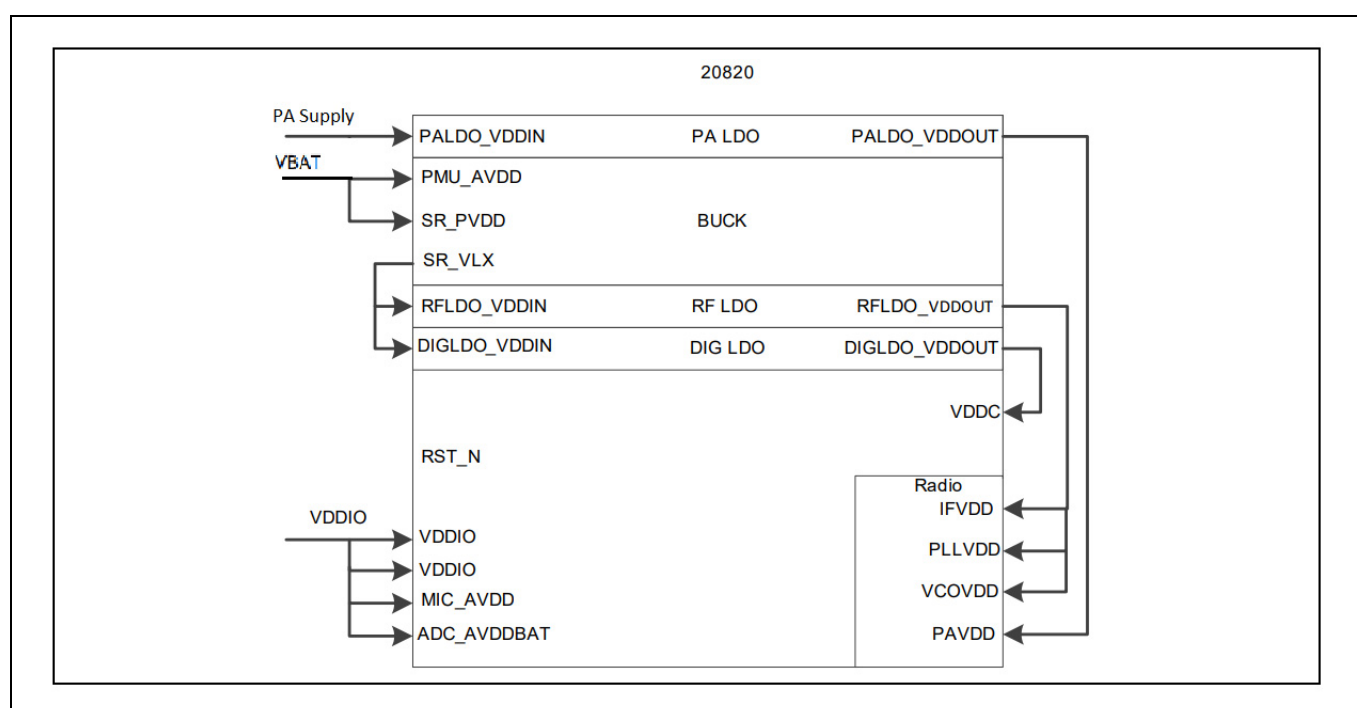 20820
PA Supply
PALDO_VDDIN PA LDO PALDO_VDDOUT
VBAT
PMU_AVDD
SR_PVDD BUCK
SR_VLX
RFLDO_VDDIN RF LDO RFLDO_VDDOUT
DIGLDO_VDDIN DIG LDO DIGLDO_VDDOUT
VDDC
RST_N
Radio
IFVDD
VDDIO
VDDIO
PLLVDD
VDDIO
VCOVDD
MIC_AVDD
ADC_AVDDBAT PAVDD